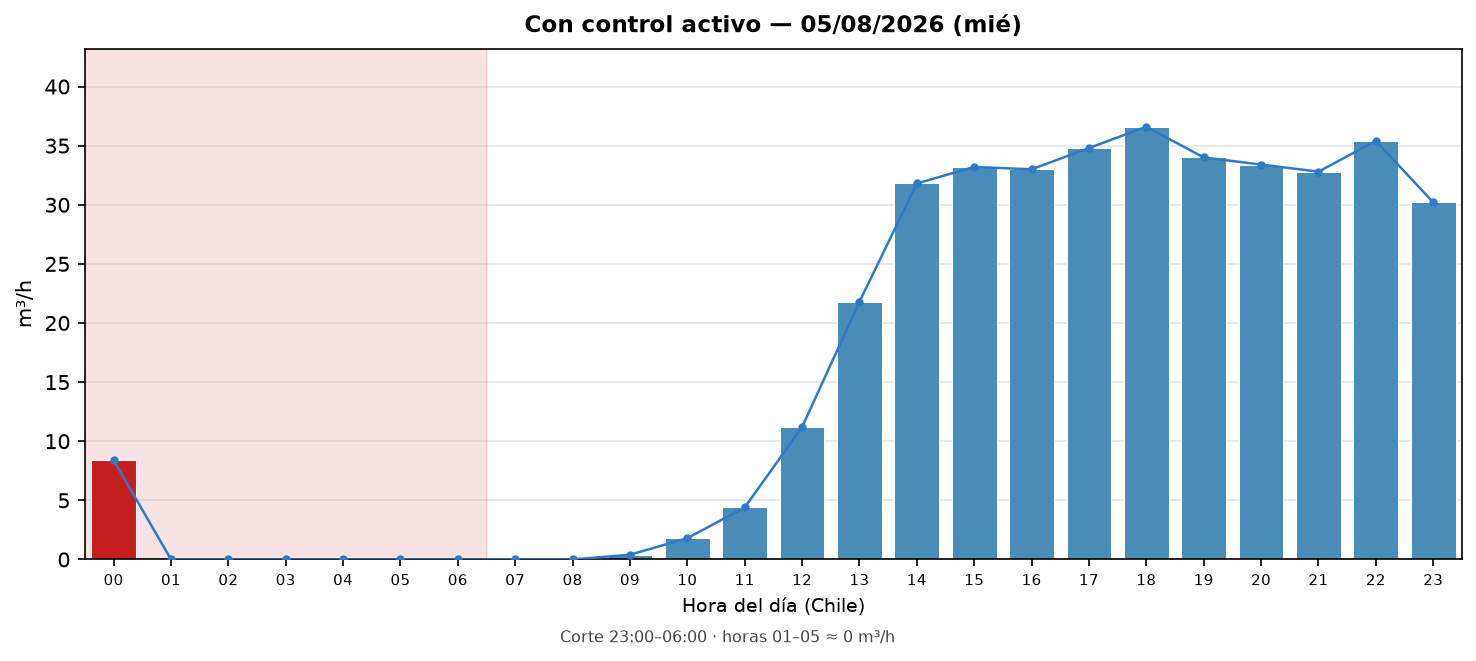 Con control activo — 05/08/2026 (mié)
m³/h
40
35
30
25
20
15
10
5
0
00 01 02 03 04 05 06 07 08 09 10 11 12 13 14 15 16 17 18 19 20 21 22 23
Hora del día (Chile)
Corte 23:00–06:00 · horas 01–05 ≈ 0 m³/h